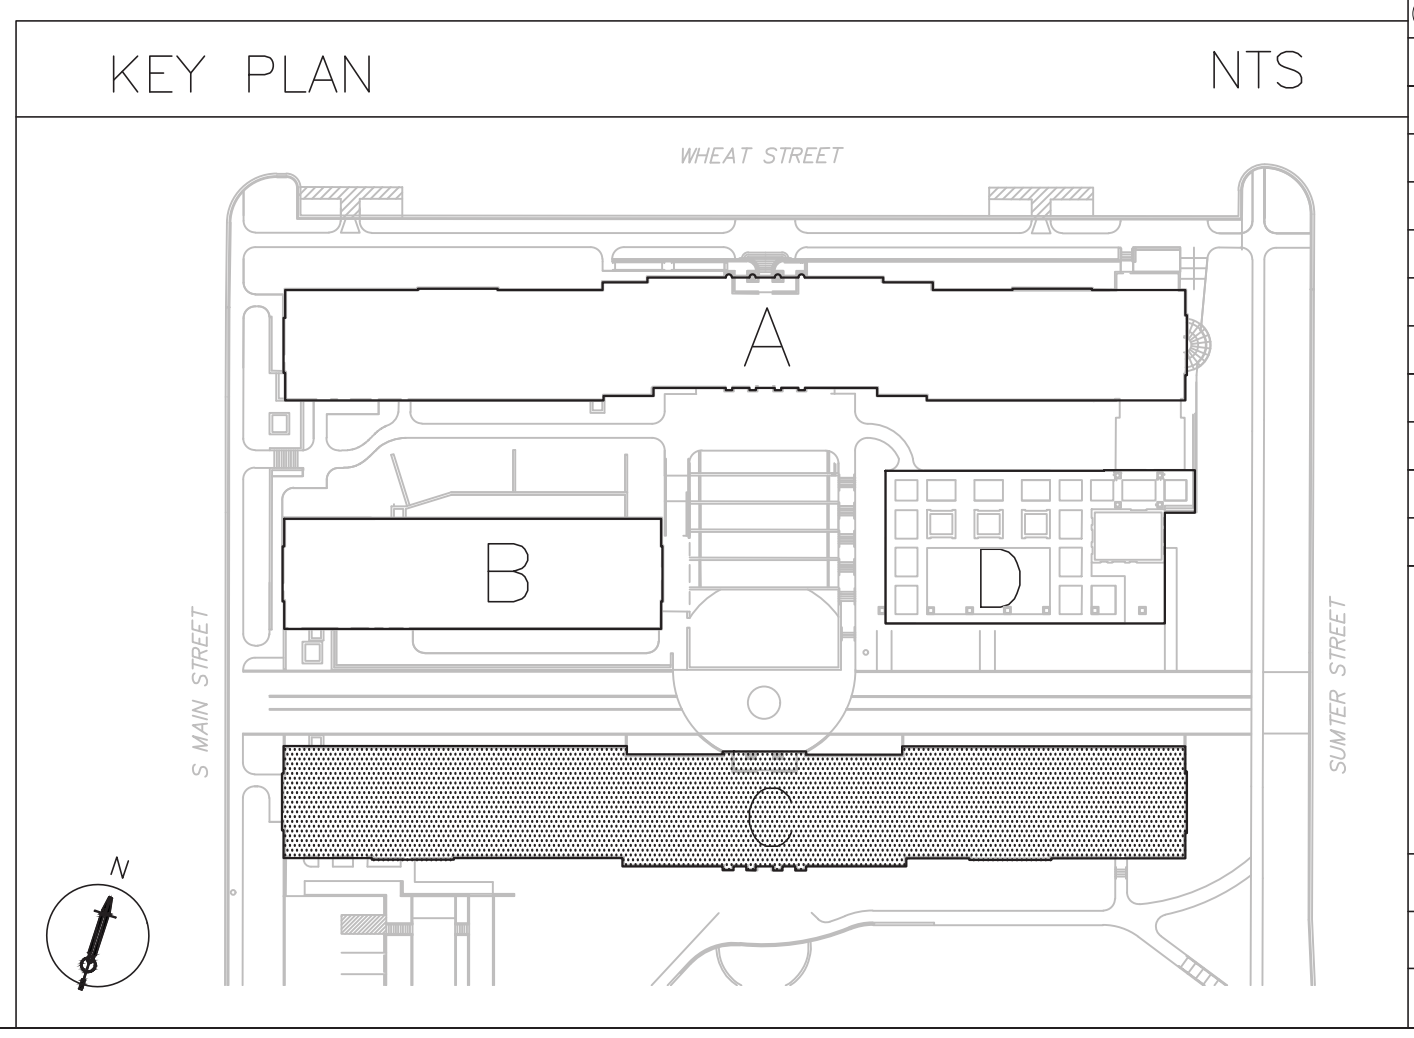 KEY PLAN
NTS
WHEAT STREET
A
B
D
S MAIN STREET
SUMTER STREET
C
N